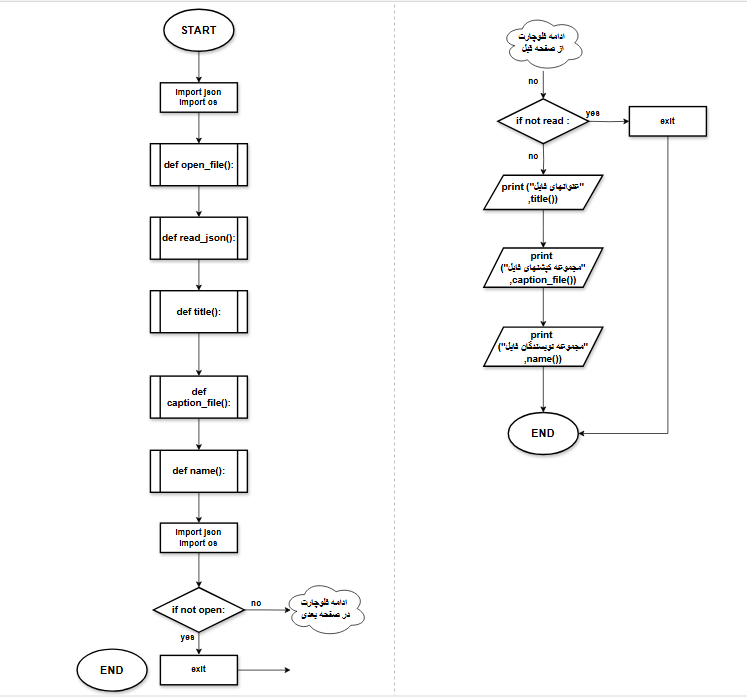 START
import json
import os
def open_file():
def read_json():
def title():
def
caption_file():
def name():
import json
import os
if not open:
no
ادامه فلوچارت
در صفحه بعدی
yes
exit
END
ادامه فلوچارت
از صفحه قبل
no
if not read :
yes
exit
no
print ("عنوانهای فایل"
,title())
print
("مجموعه کپشنهای فایل"
,caption_file())
print
("مجموعه نویسندگان فایل"
,name())
END